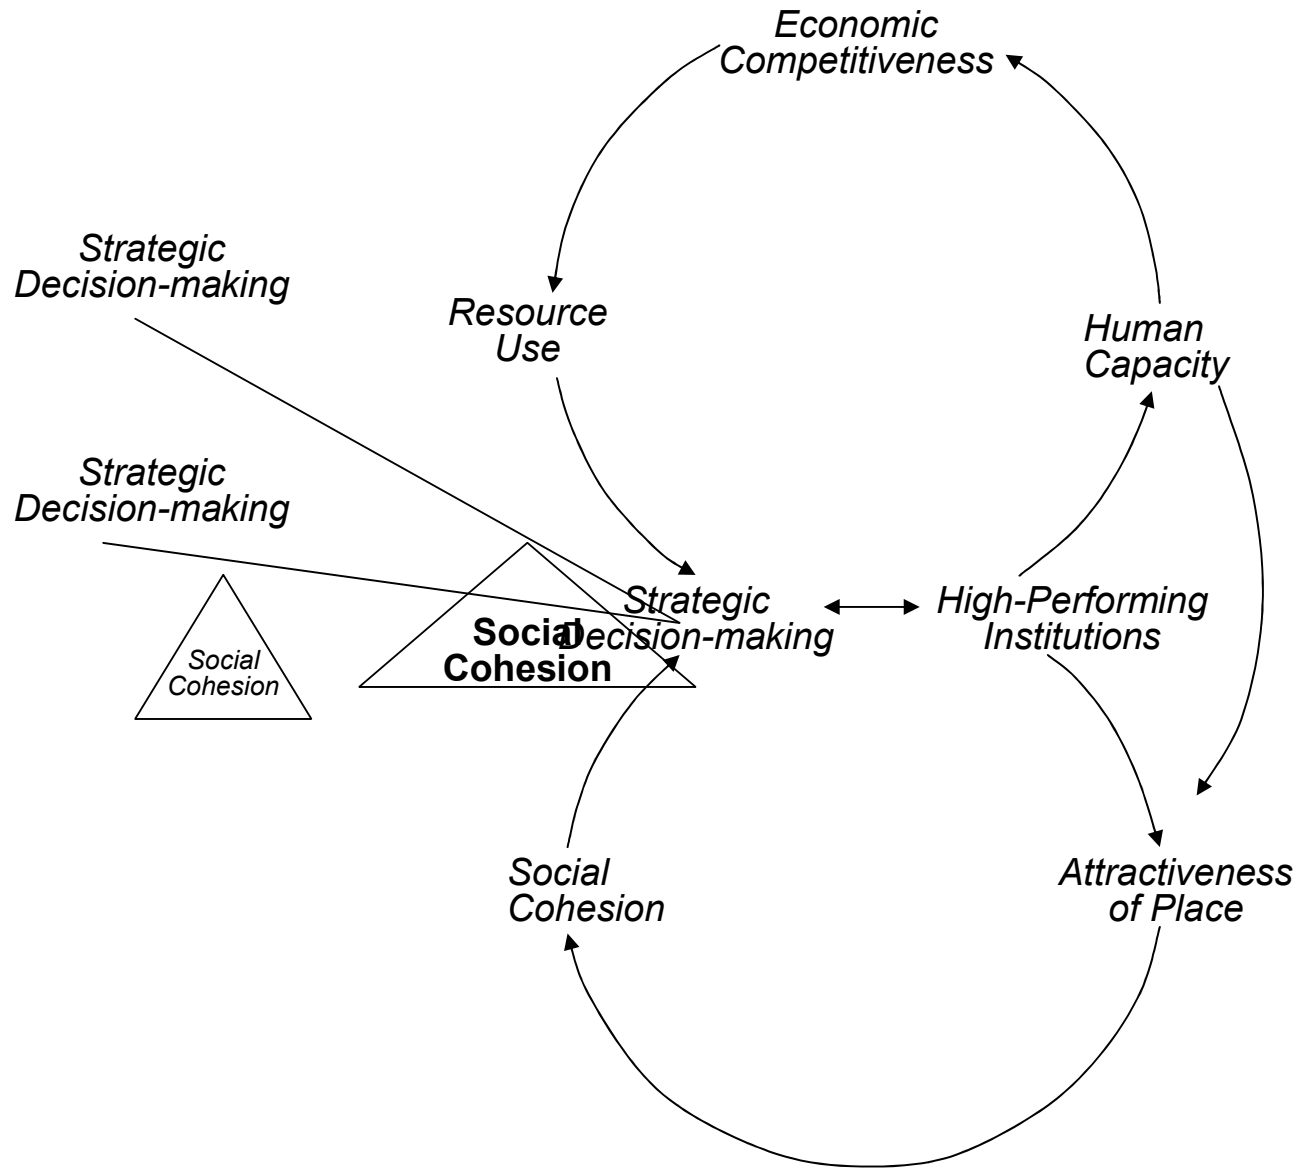 Economic
Competitiveness
Strategic
Decision-making
Resource
Use
Human
Capacity
Strategic
Decision-making
Strategic
Decision-making
High-Performing
Institutions
Social
Cohesion
Social
Cohesion
Social
Cohesion
Attractiveness
of Place